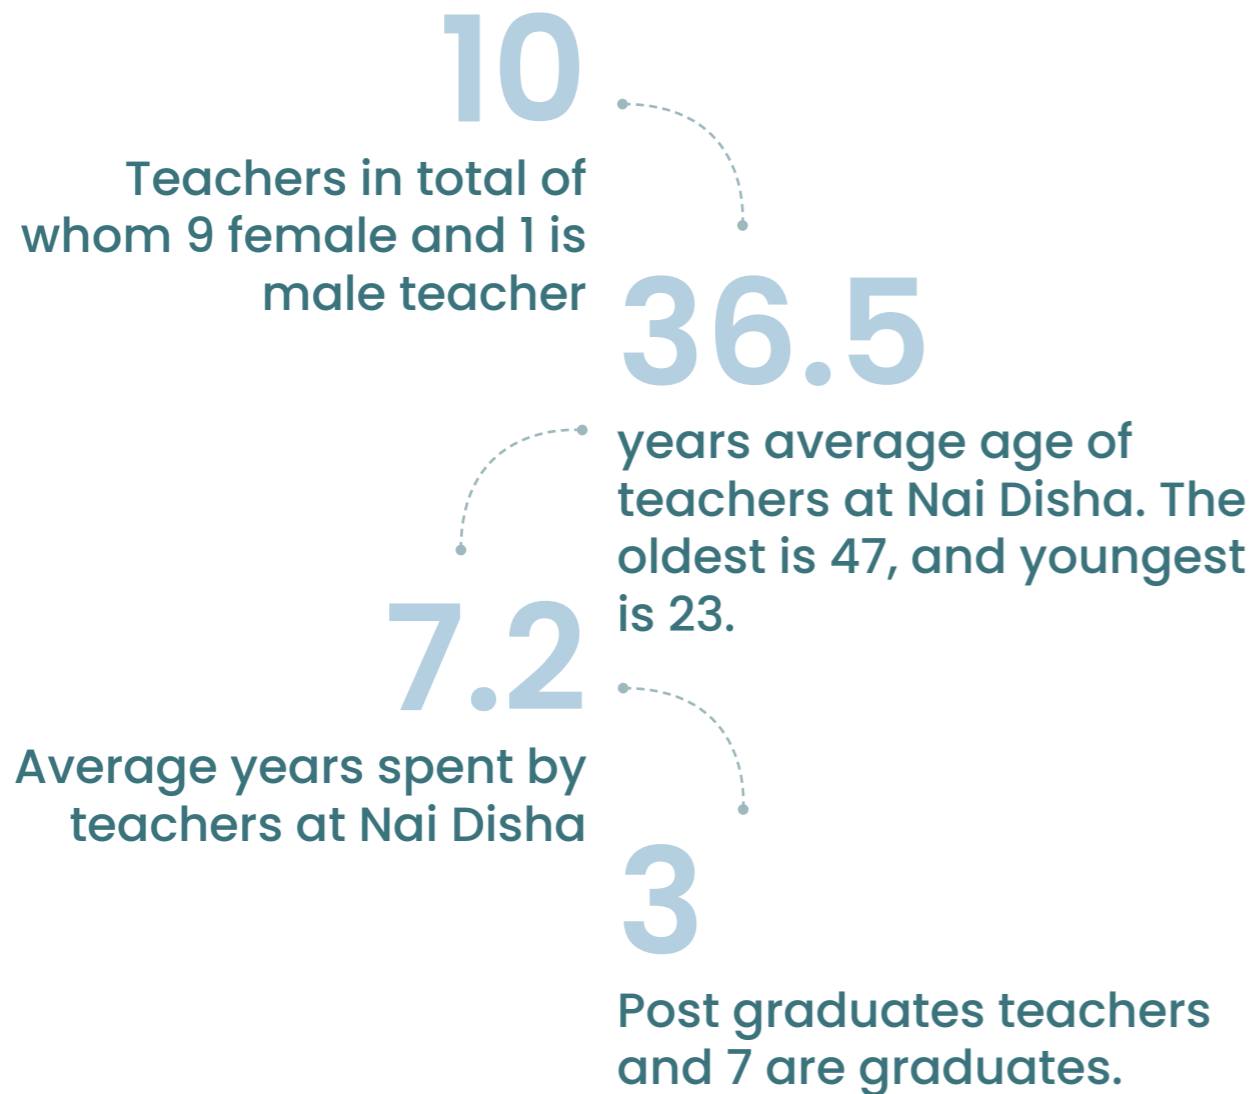 10
Teachers in total of
whom 9 female and 1 is
male teacher
36.5
years average age of
teachers at Nai Disha. The
oldest is 47, and youngest
is 23.
7.2
Average years spent by
teachers at Nai Disha
3
Post graduates teachers
and 7 are graduates.